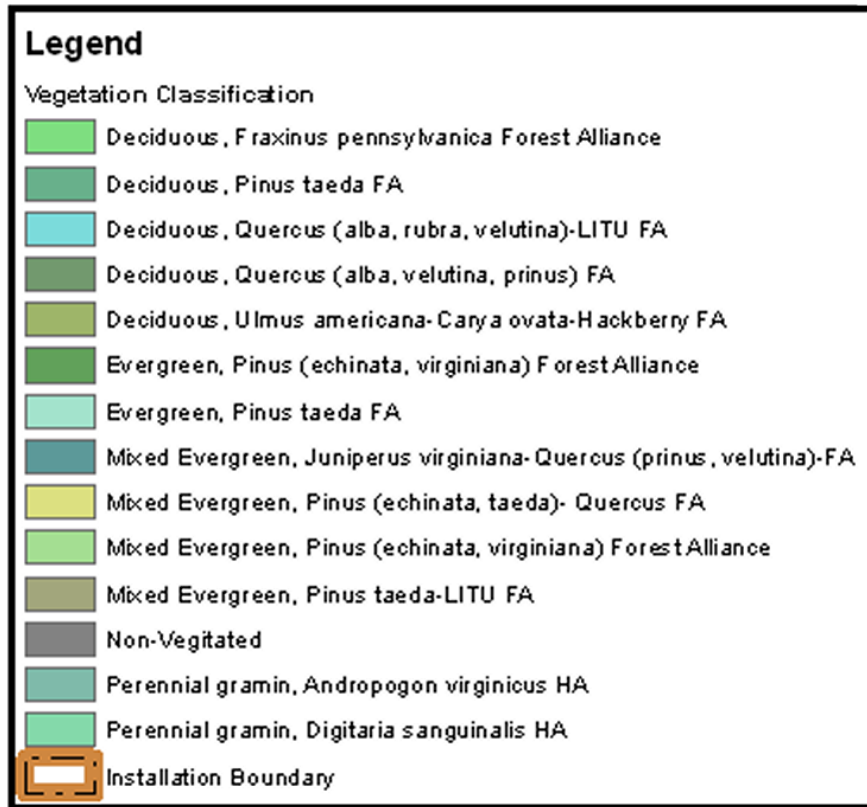 Legend
Vegetation Classification
Deciduous, Fraxinus pennsylvanica Forest Alliance
Deciduous, Pinus taeda FA
Deciduous, Quercus (alba, rubra, velutina)-LITU FA
Deciduous, Quercus (alba, velutina, prinus) FA
Deciduous, Ulmus americana-Carya ovata-Hackberry FA
Evergreen, Pinus (echinata, virginiana) Forest Alliance
Evergreen, Pinus taeda FA
Mixed Evergreen, Juniperus virginiana-Quercus (prinus, velutina)-FA
Mixed Evergreen, Pinus (echinata, taeda)- Quercus FA
Mixed Evergreen, Pinus (echinata, virginiana) Forest Alliance
Mixed Evergreen, Pinus taeda-LITU FA
Non-Vegitated
Perennial gramin, Andropogon virginicus HA
Perennial gramin, Digitaria sanguinalis HA
Installation Boundary